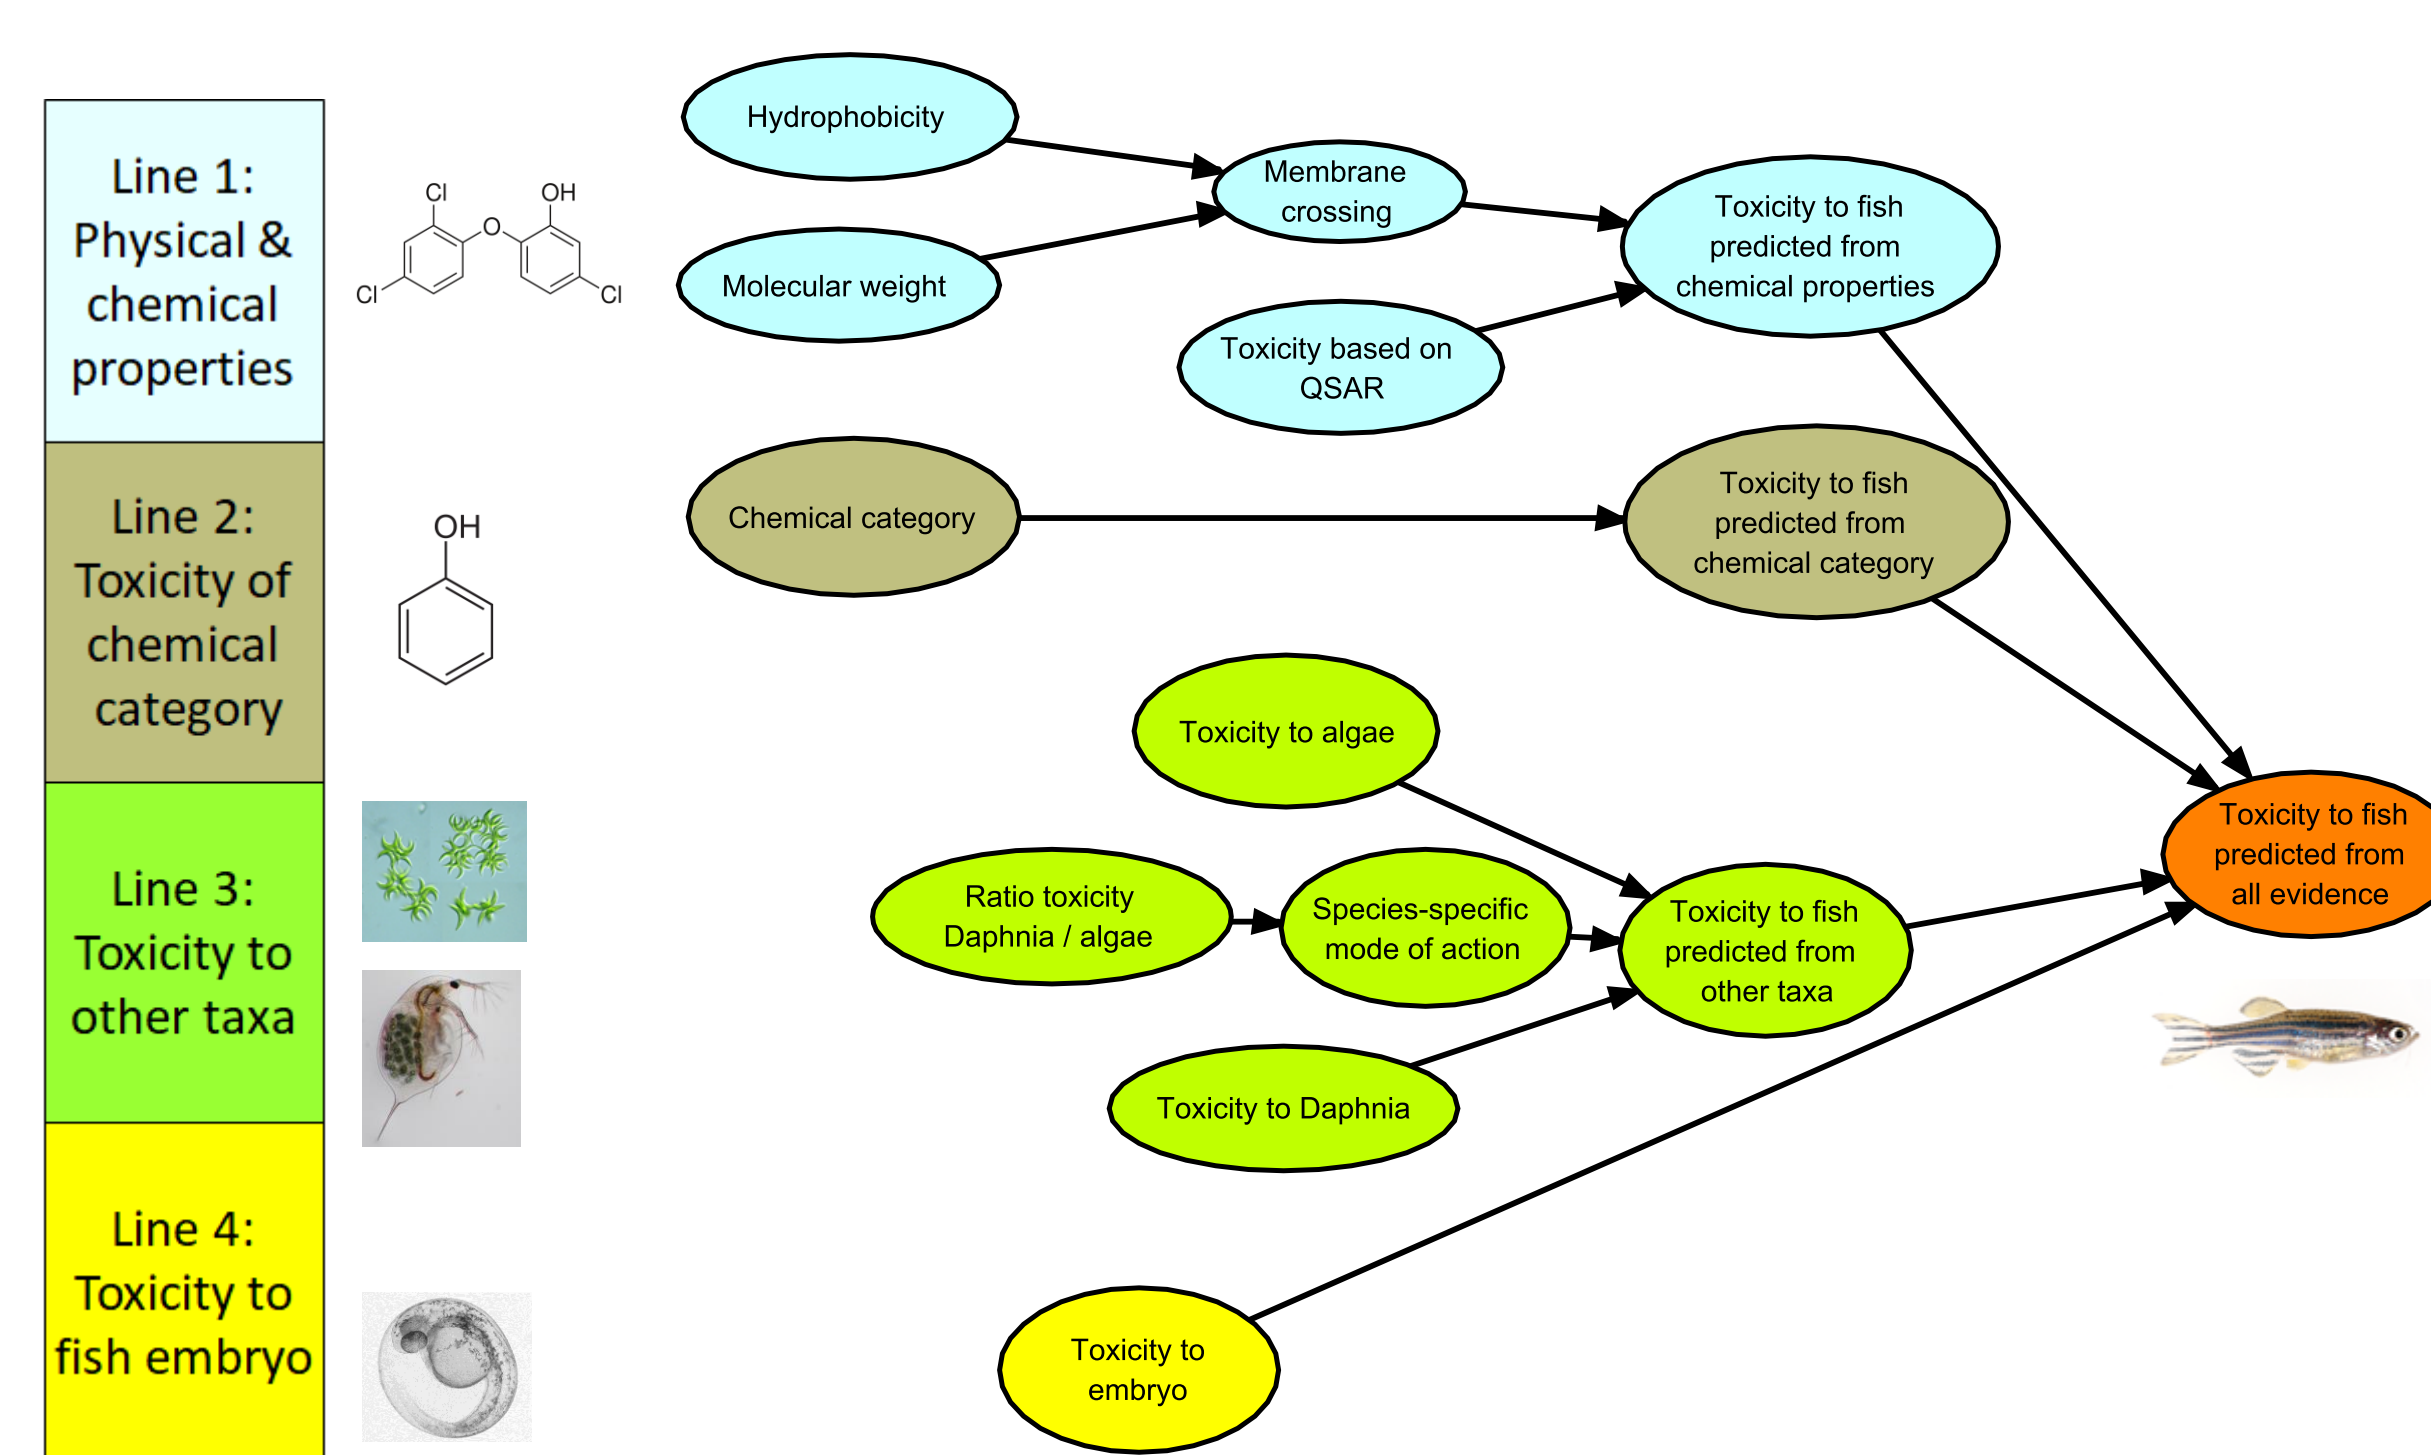 Line 1:
Physical &
chemical
properties
Cl
OH
O
Cl
Cl
Hydrophobicity
Molecular weight
Membrane
crossing
Toxicity based on
QSAR
Toxicity to fish
predicted from
chemical properties
Line 2:
Toxicity of
chemical
category
OH
Chemical category
Toxicity to fish
predicted from
chemical category
Line 3:
Toxicity to
other taxa
Toxicity to algae
Ratio toxicity
Daphnia / algae
Species-specific
mode of action
Toxicity to Daphnia
Toxicity to fish
predicted from
other taxa
Toxicity to fish
predicted from
all evidence
Line 4:
Toxicity to
fish embryo
Toxicity to
embryo